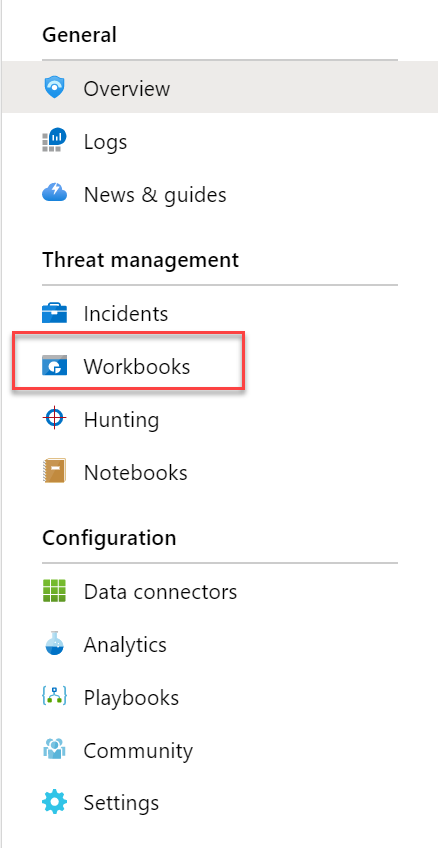 General
Overview
Logs
News & guides
Threat management
Incidents
Workbooks
Hunting
Notebooks
Configuration
Data connectors
Analytics
Playbooks
Community
Settings